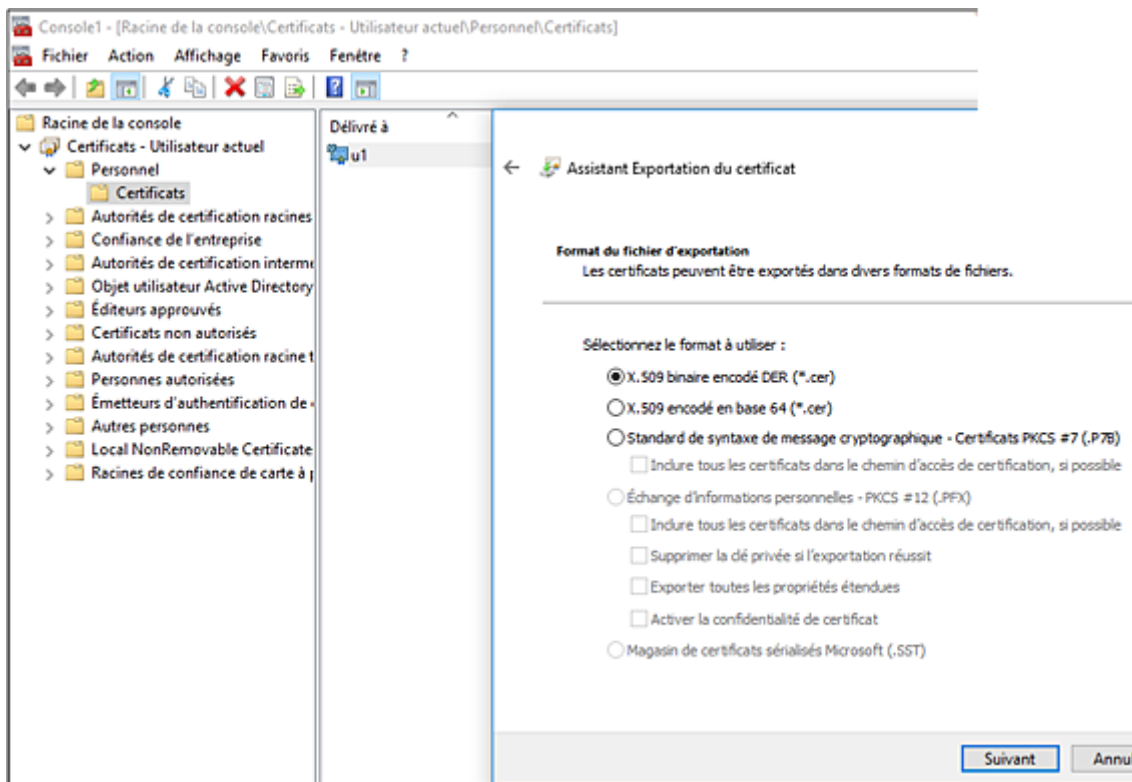 Console1 - [Racine de la console\Certificats - Utilisateur actuel\Personnel\Certificats]
Fichier Action Affichage Favoris Fenêtre ?
Racine de la console
Certificats - Utilisateur actuel
Personnel
Certificats
Autorités de certification racines
Confiance de l'entreprise
Autorités de certification interme
Objet utilisateur Active Directory
Éditeurs approuvés
Certificats non autorisés
Autorités de certification racine t
Personnes autorisées
Émetteurs d'authentification de
Autres personnes
Local NonRemovable Certificate
Racines de confiance de carte à p
Délivré à
u1
Assistant Exportation du certificat
Format du fichier d'exportation
Les certificats peuvent être exportés dans divers formats de fichiers.
Sélectionnez le format à utiliser :
X.509 binaire encodé DER (*.cer)
X.509 encodé en base 64 (*.cer)
Standard de syntaxe de message cryptographique - Certificats PKCS #7 (.P7B)
Inclure tous les certificats dans le chemin d'accès de certification, si possible
Échange d'informations personnelles - PKCS #12 (.PFX)
Inclure tous les certificats dans le chemin d'accès de certification, si possible
Supprimer la clé privée si l'exportation réussit
Exporter toutes les propriétés étendues
Activer la confidentialité de certificat
Magasin de certificats sérialisés Microsoft (.SST)
Suivant
Annul